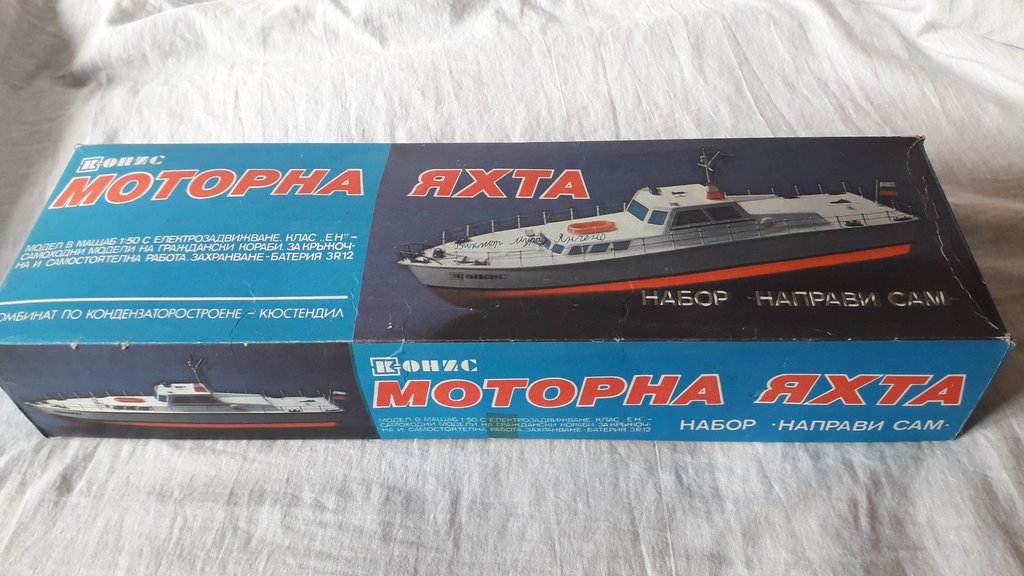 КОНИС
МОТОРНА ЯХТА
МОДЕЛ В МАЩАБ 1:50 С ЕЛЕКТРОЗАДВИЖВАНЕ. КЛАС „ЕН" –
САМОХОДНИ МОДЕЛИ НА ГРАЖДАНСКИ КОРАБИ. ЗА КРЪЖОЧ-
НА И САМОСТОЯТЕЛНА РАБОТА. ЗАХРАНВАНЕ - БАТЕРИЯ 3R12
ОМБИНАТ ПО КОНДЕНЗАТОРОСТРОЕНЕ – КЮСТЕНДИЛ
КОНИС
НАБОР ·НАПРАВИ САМ·
КОНИС
МОТОРНА ЯХТА
МОДЕЛ В МАЩАБ 1:50 С ЕЛЕКТРОЗАДВИЖВАНЕ. КЛАС „ЕН" –
САМОХОДНИ МОДЕЛИ НА ГРАЖДАНСКИ КОРАБИ. ЗА КРЪЖОЧ-
НА И САМОСТОЯТЕЛНА РАБОТА. ЗАХРАНВАНЕ - БАТЕРИЯ 3R12
НАБОР ·НАПРАВИ САМ·